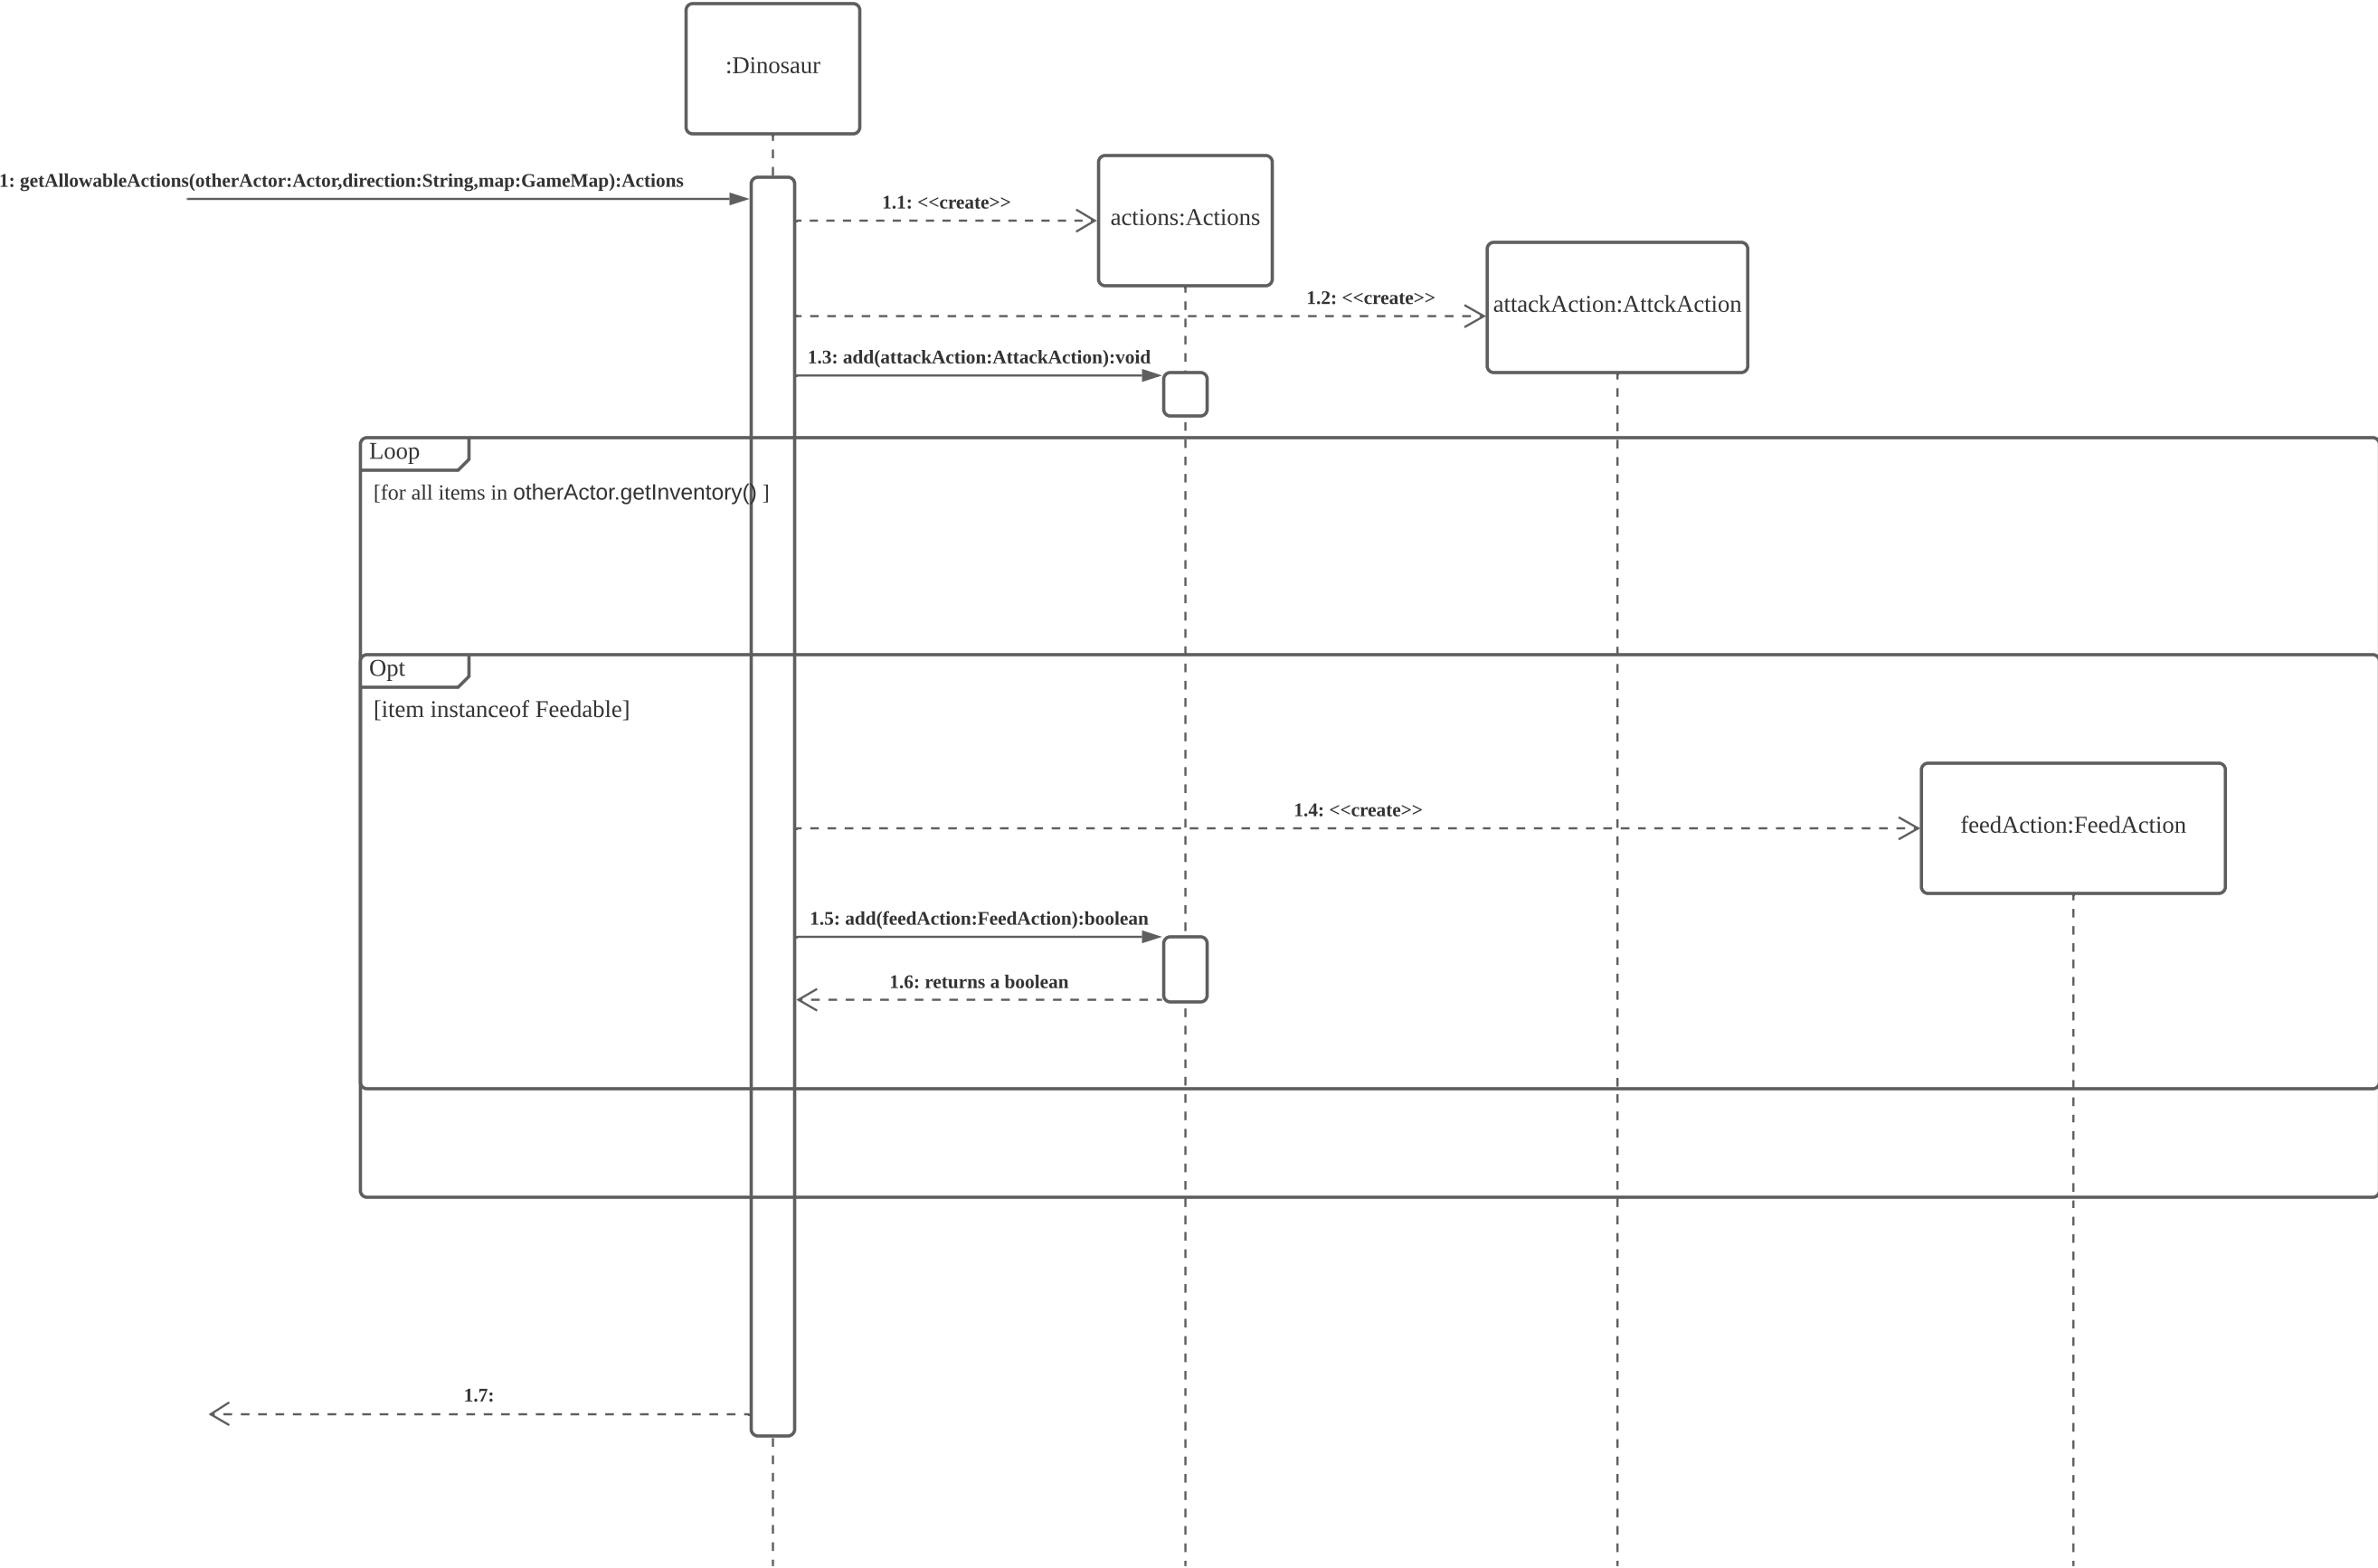 :Dinosaur
1: getAllowableActions(otherActor:Actor,direction:String,map:GameMap):Actions
1.1: <<create>>
actions:Actions
1.2: <<create>>
attackAction:AttckAction
1.3: add(attackAction:AttackAction):void
Loop
[for all items in otherActor.getInventory() ]
Opt
[item instanceof Feedable]
1.4: <<create>>
feedAction:FeedAction
1.5: add(feedAction:FeedAction):boolean
1.6: returns a boolean
1.7: